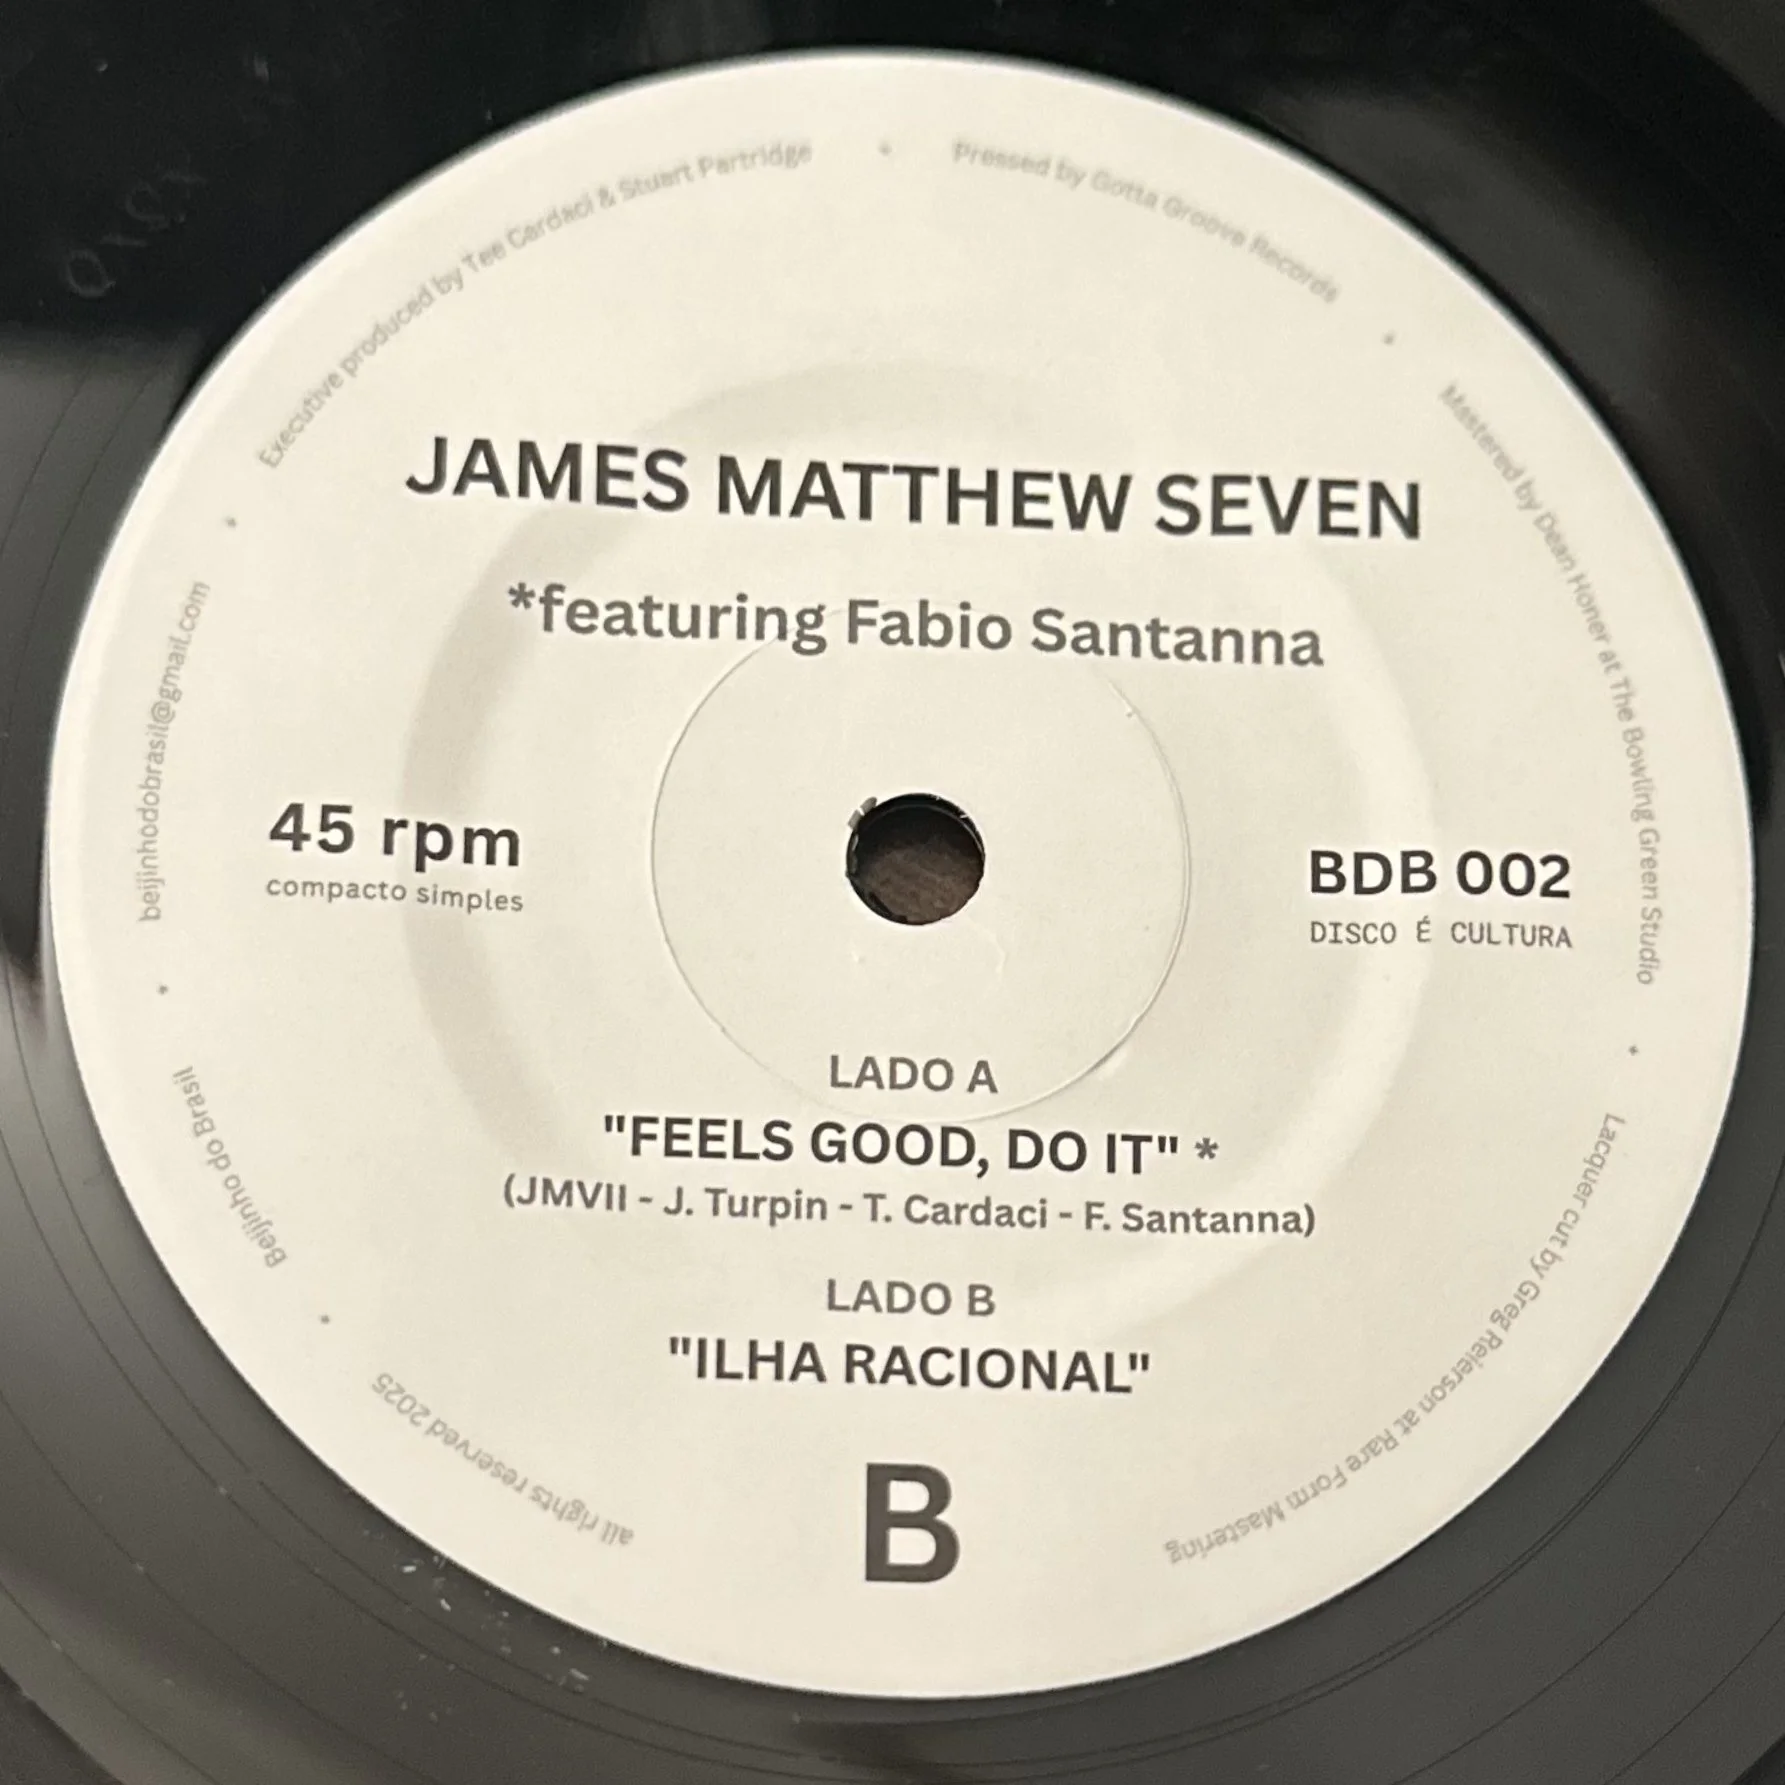 JAMES MATTHEW SEVEN
*featuring Fabio Santanna
45 rpm
compacto simples
BDB 002
DISCO É CULTURA
LADO A
"FEELS GOOD, DO IT" *
(JMVII - J. Turpin - T. Cardaci - F. Santanna)
LADO B
"ILHA RACIONAL"
B
Beijinho do Brasil
beijinhodobrasil@gmail.com
Executive produced by Tee Cardaci & Stuart Partridge
Pressed by Gotta Groove Records
Mastered by Dean Honer at The Bowling Green Studio
Lacquer cut by Greg Reierson at Rare Form Mastering
all rights reserved 2025